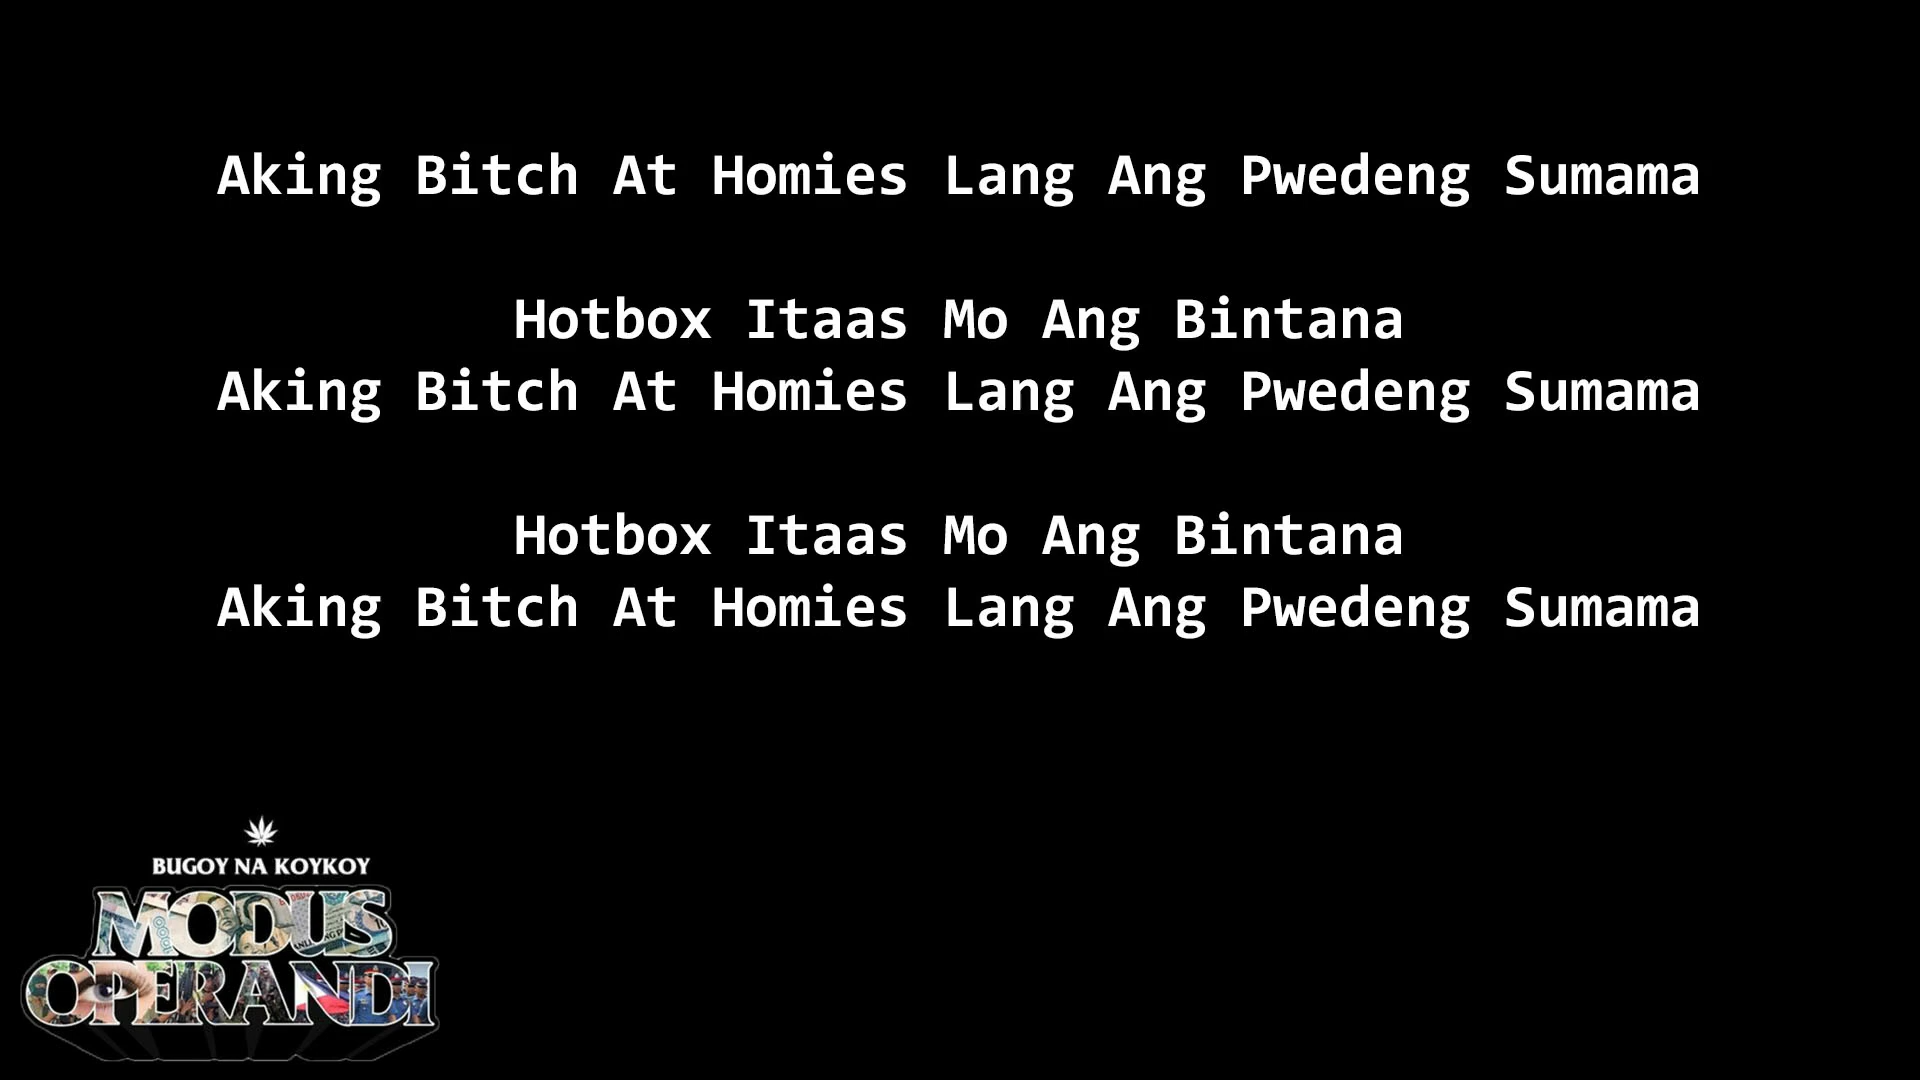 Aking Bitch At Homies Lang Ang Pwedeng Sumama
Hotbox Itaas Mo Ang Bintana
Aking Bitch At Homies Lang Ang Pwedeng Sumama
Hotbox Itaas Mo Ang Bintana
Aking Bitch At Homies Lang Ang Pwedeng Sumama
BUGOY NA KOYKOY
MODUS
OPERANDI